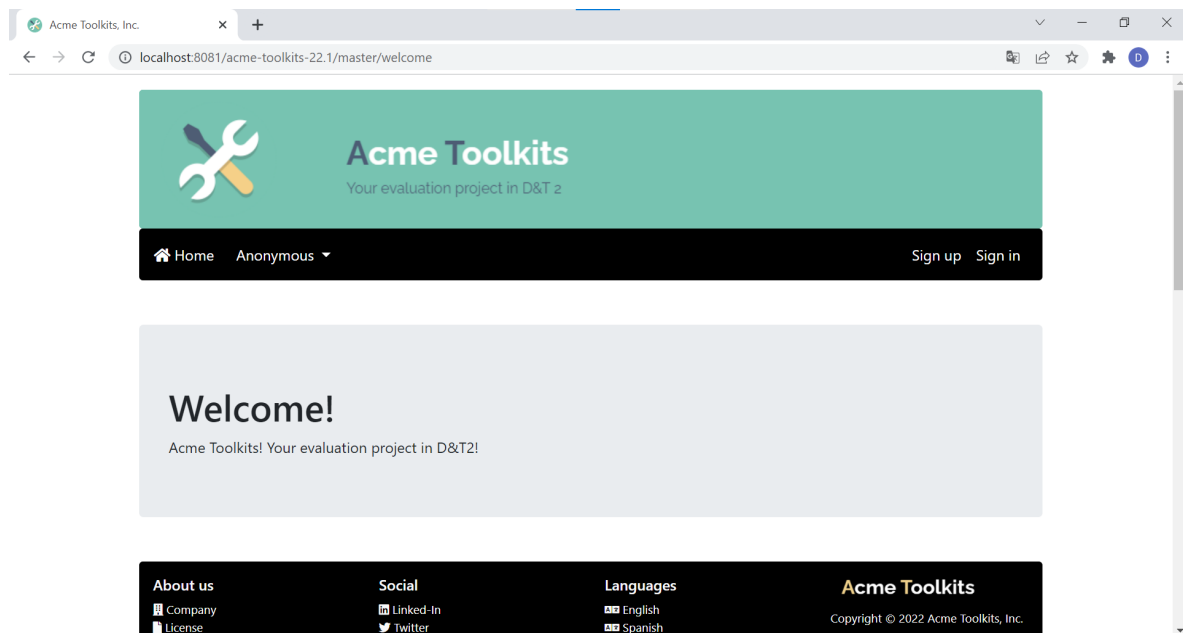 Acme Toolkits, Inc.
localhost:8081/acme-toolkits-22.1/master/welcome
D
Acme Toolkits
Your evaluation project in D&T 2
Home Anonymous Sign up Sign in
Welcome!
Acme Toolkits! Your evaluation project in D&T2!
About us Social Languages Acme Toolkits
Company Linked-In English Copyright © 2022 Acme Toolkits, Inc.
License Twitter Spanish